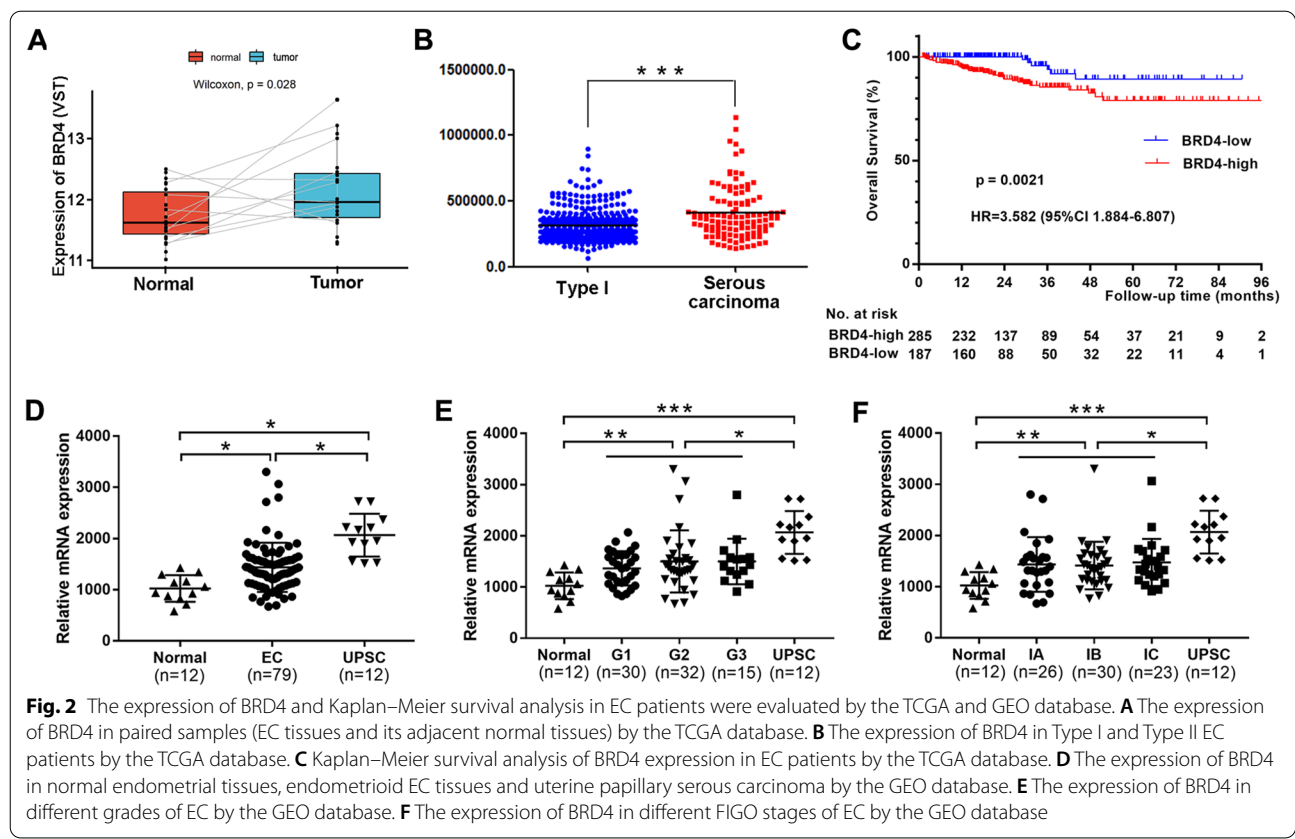 A
normal tumor
Wilcoxon, p = 0.028
Expression of BRD4 (VST)
13
12
11
Normal Tumor
B
***
1500000.0
1000000.0
500000.0
0.0
Type I Serous
carcinoma
C
Overall Survival (%)
100
50
0
BRD4-low
BRD4-high
p = 0.0021
HR=3.582 (95%CI 1.884-6.807)
0 12 24 36 48 60 72 84 96
Follow-up time (months)
No. at risk
BRD4-high 285 232 137 89 54 37 21 9 2
BRD4-low 187 160 88 50 32 22 11 4 1
D
*
* *
Relative mRNA expression
4000
3000
2000
1000
0
Normal EC UPSC
(n=12) (n=79) (n=12)
E
***
** *
Relative mRNA expression
4000
3000
2000
1000
0
Normal G1 G2 G3 UPSC
(n=12) (n=30) (n=32) (n=15) (n=12)
F
***
** *
Relative mRNA expression
4000
3000
2000
1000
0
Normal IA IB IC UPSC
(n=12) (n=26) (n=30) (n=23) (n=12)
Fig. 2 The expression of BRD4 and Kaplan–Meier survival analysis in EC patients were evaluated by the TCGA and GEO database. A The expression
of BRD4 in paired samples (EC tissues and its adjacent normal tissues) by the TCGA database. B The expression of BRD4 in Type I and Type II EC
patients by the TCGA database. C Kaplan–Meier survival analysis of BRD4 expression in EC patients by the TCGA database. D The expression of BRD4
in normal endometrial tissues, endometrioid EC tissues and uterine papillary serous carcinoma by the GEO database. E The expression of BRD4 in
different grades of EC by the GEO database. F The expression of BRD4 in different FIGO stages of EC by the GEO database